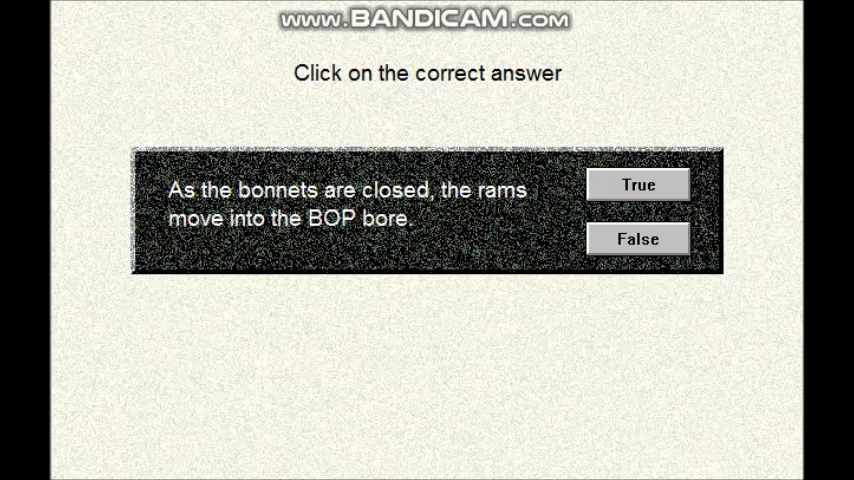 www.BANDICAM.com
Click on the correct answer
As the bonnets are closed, the rams
move into the BOP bore.
True
False